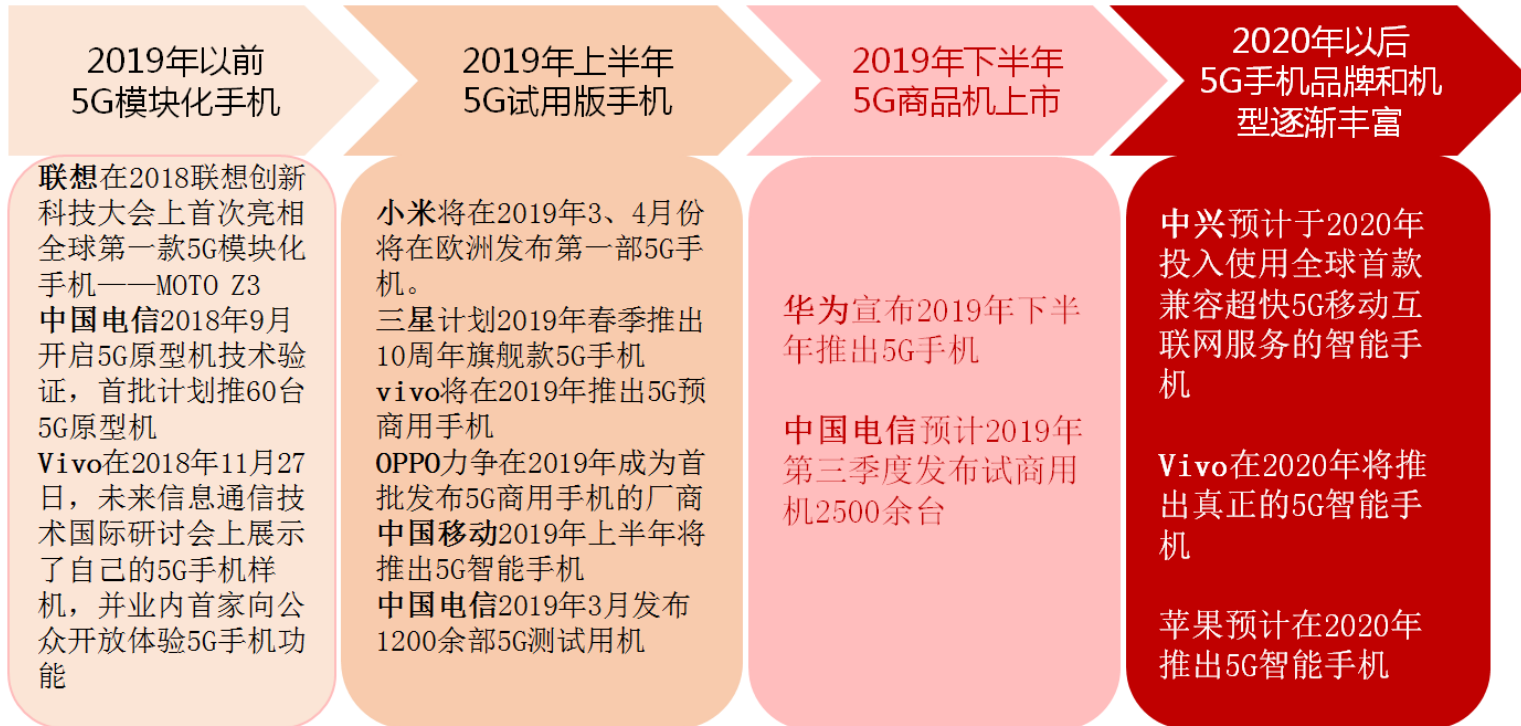 2019年以前
5G模块化手机
联想在2018联想创新
科技大会上首次亮相
全球第一款5G模块化
手机——MOTO Z3
中国电信2018年9月
开启5G原型机技术验
证，首批计划推60台
5G原型机
Vivo在2018年11月27
日，未来信息通信技
术国际研讨会上展示
了自己的5G手机样
机，并业内首家向公
众开放体验5G手机功
能
2019年上半年
5G试用版手机
小米将在2019年3、4月份
将在欧洲发布第一部5G手
机。
三星计划2019年春季推出
10周年旗舰款5G手机
vivo将在2019年推出5G预
商用手机
OPPO力争在2019年成为首
批发布5G商用手机的厂商
中国移动2019年上半年将
推出5G智能手机
中国电信2019年3月发布
1200余部5G测试用机
2019年下半年
5G商品机上市
华为宣布2019年下半
年推出5G手机
中国电信预计2019年
第三季度发布试商用
机2500余台
2020年以后
5G手机品牌和机
型逐渐丰富
中兴预计于2020年
投入使用全球首款
兼容超快5G移动互
联网服务的智能手
机
Vivo在2020年将推
出真正的5G智能手
机
苹果预计在2020年
推出5G智能手机